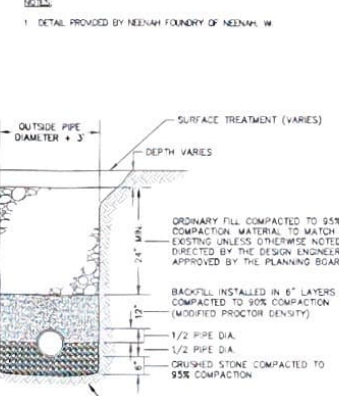 NOTES:
1 DETAIL PROVIDED BY NEENAH FOUNDRY OF NEENAH, W
OUTSIDE PIPE
DIAMETER + 3'
SURFACE TREATMENT (VARIES)
DEPTH VARIES
24" MIN.
ORDINARY FILL COMPACTED TO 95%
COMPACTION MATERIAL TO MATCH
EXISTING UNLESS OTHERWISE NOTED
DIRECTED BY THE DESIGN ENGINEER
APPROVED BY THE PLANNING BOAR
BACKFILL INSTALLED IN 6" LAYERS
COMPACTED TO 90% COMPACTION
(MODIFIED PROCTOR DENSITY)
12"
1/2 PIPE DIA.
1/2 PIPE DIA.
6"
CRUSHED STONE COMPACTED TO
95% COMPACTION